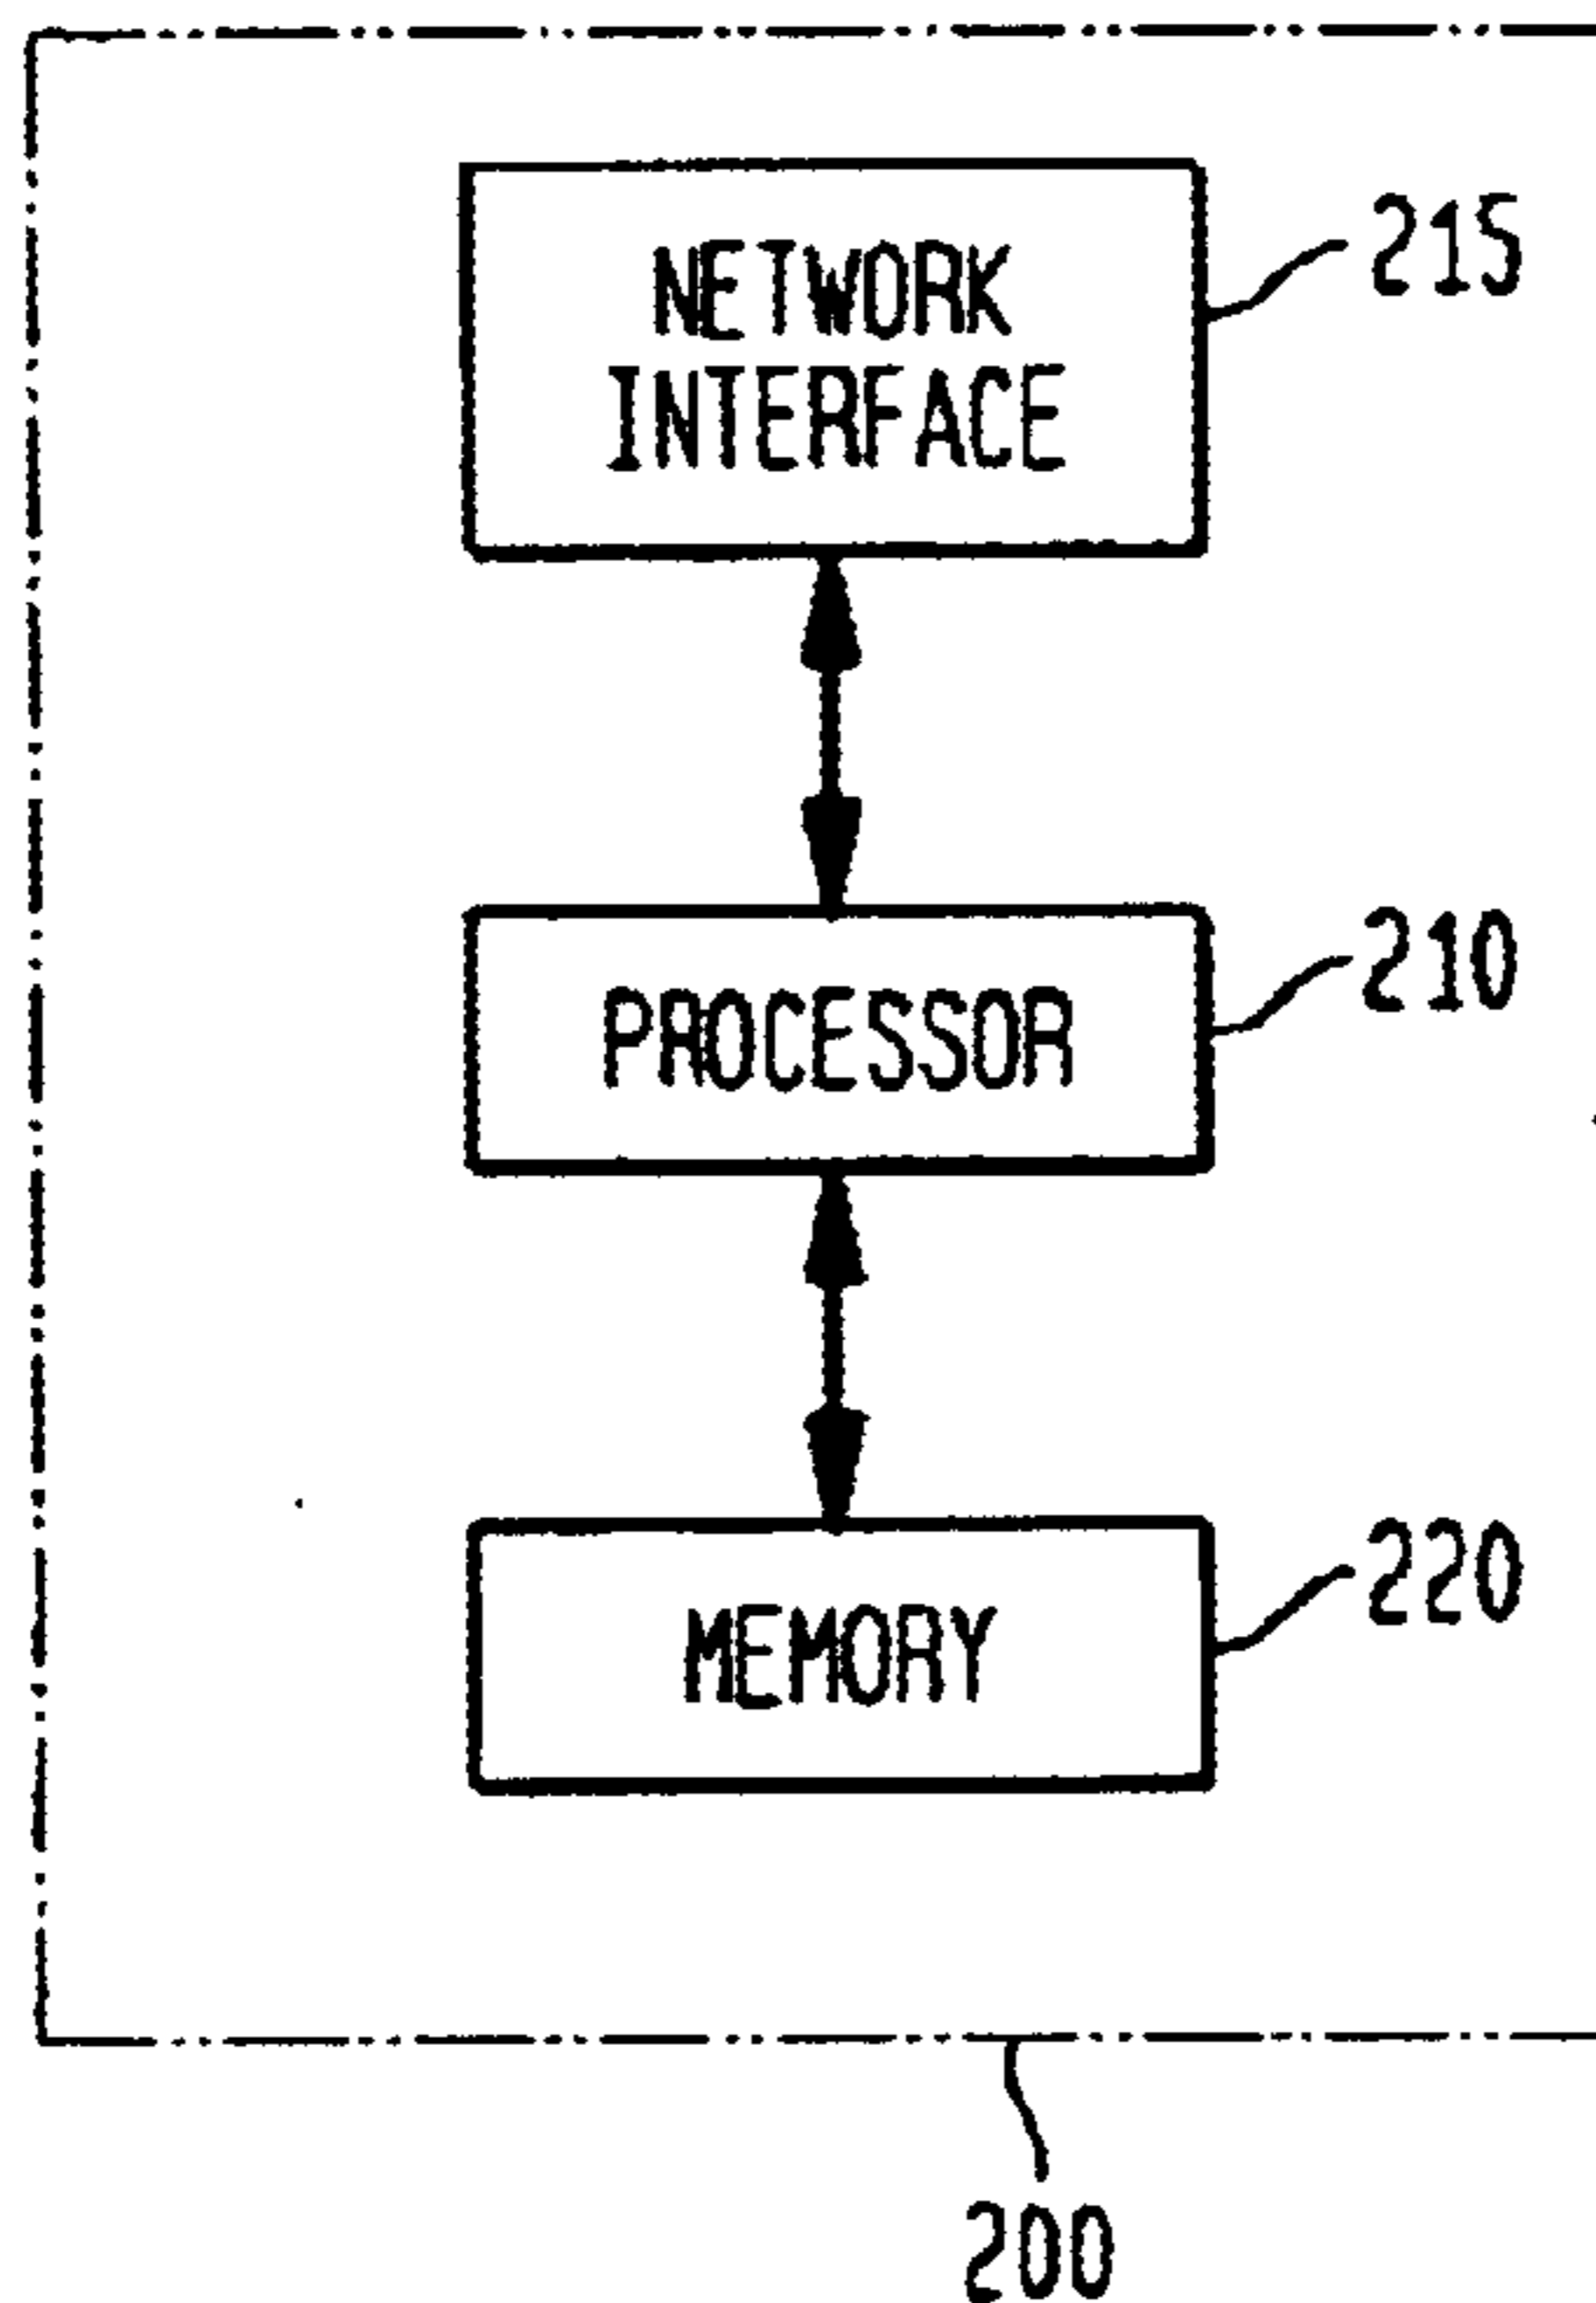 NETWORK
INTERFACE
215
PROCESSOR
210
MEMORY
220
200